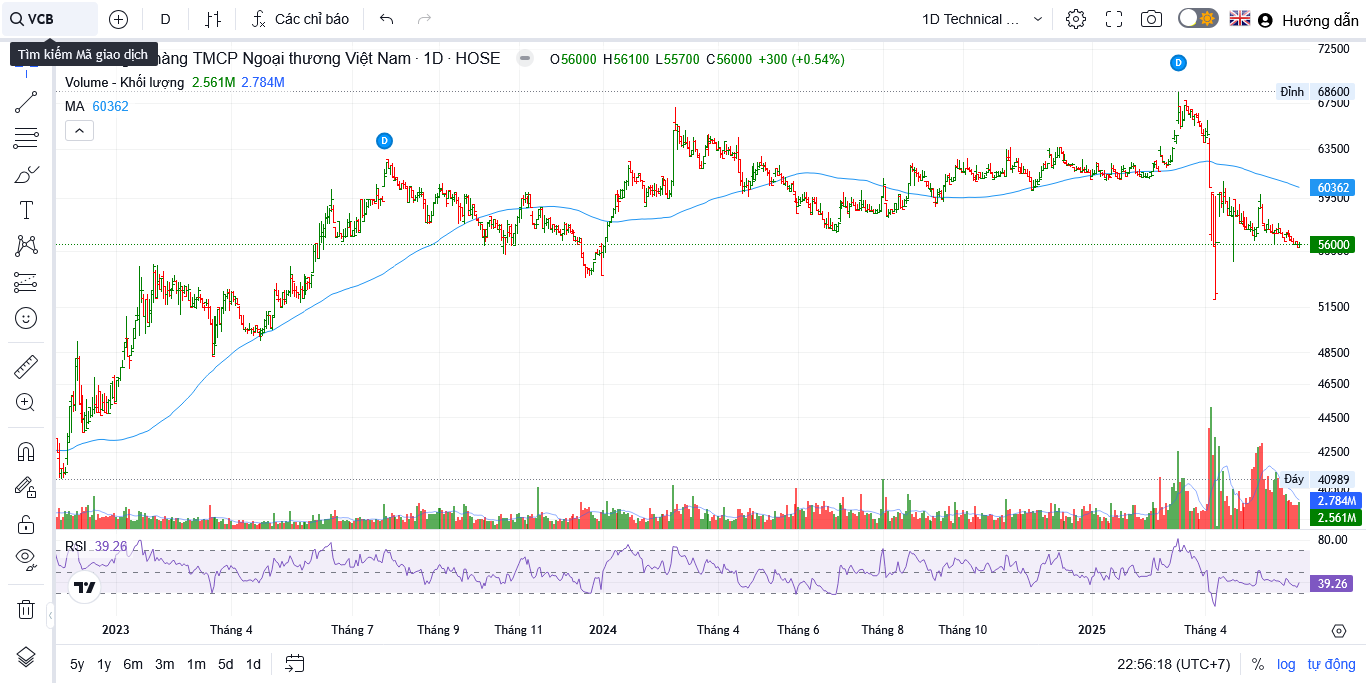 VCB
D
Các chỉ báo
1D Technical ...
Hướng dẫn
Tìm kiếm Mã giao dịch
hàng TMCP Ngoại thương Việt Nam · 1D · HOSE
O56000 H56100 L55700 C56000 +300 (+0.54%)
Volume - Khối lượng 2.561M 2.784M
MA 60362
D
D
72500
Đỉnh 68600
67500
63500
60362
59500
56000
51500
48500
46500
44500
42500
Đáy 40989
2.784M
2.561M
RSI 39.26
80.00
39.26
2023 Tháng 4 Tháng 7 Tháng 9 Tháng 11 2024 Tháng 4 Tháng 6 Tháng 8 Tháng 10 2025 Tháng 4
5y 1y 6m 3m 1m 5d 1d
22:56:18 (UTC+7) % log tự động